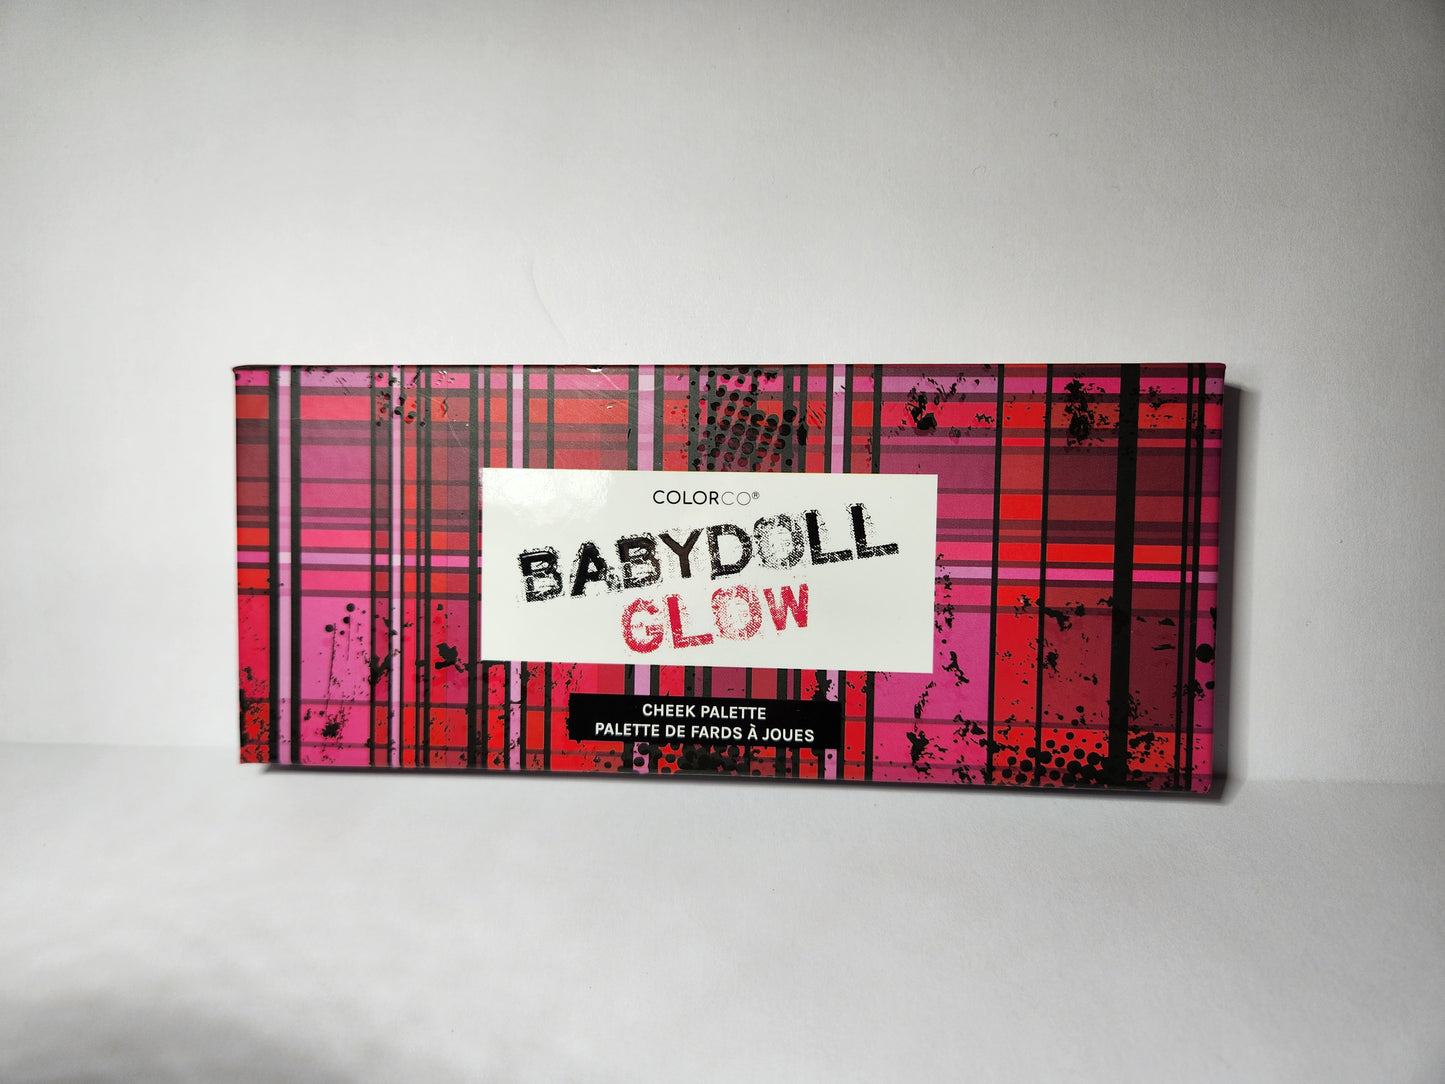 COLORCO®
BABYDOLL
GLOW
CHEEK PALETTE
PALETTE DE FARDS À JOUES